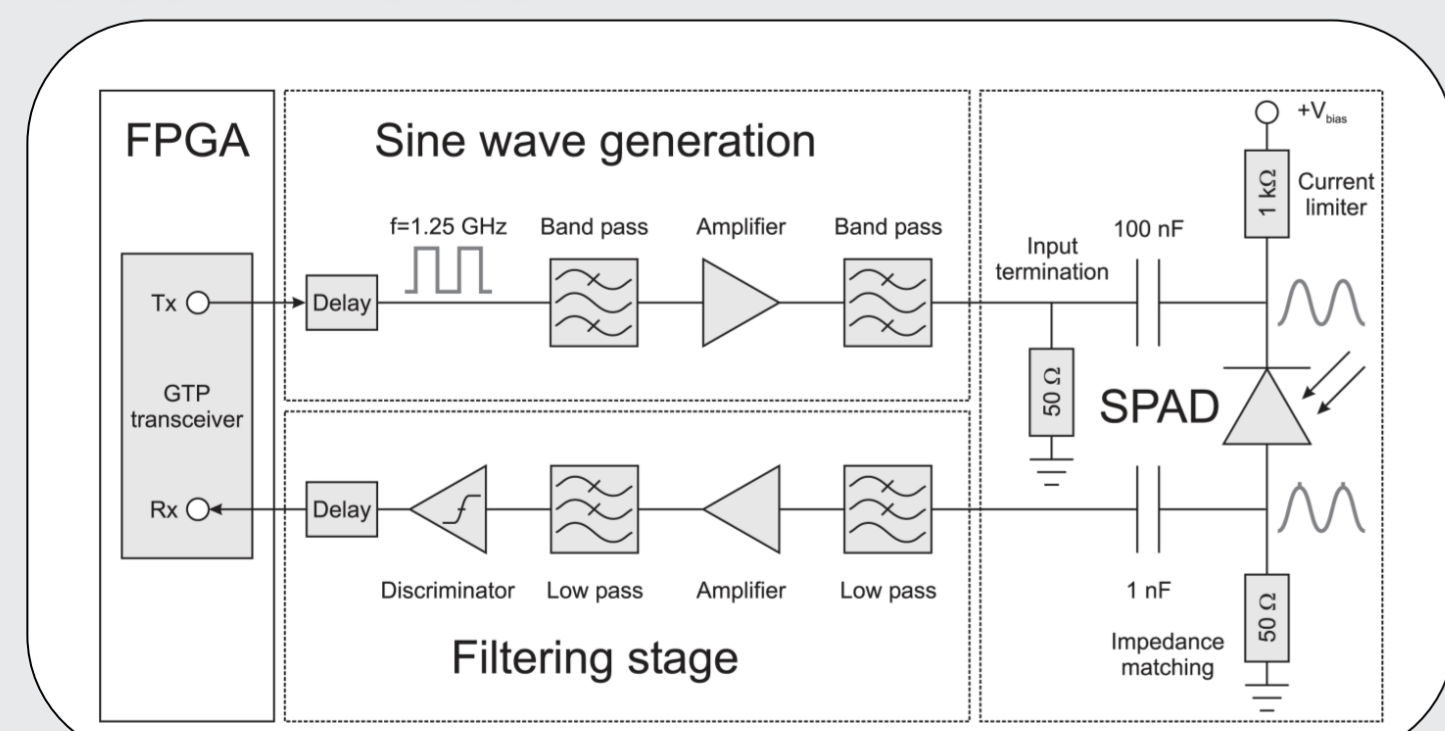 FPGA
Sine wave generation
+Vbias
1 kΩ
Current
limiter
f=1.25 GHz
Band pass
Amplifier
Band pass
Input
termination
100 nF
Tx
Delay
GTP
transceiver
50 Ω
SPAD
Rx
Delay
Discriminator
Low pass
Amplifier
Low pass
1 nF
50 Ω
Impedance
matching
Filtering stage